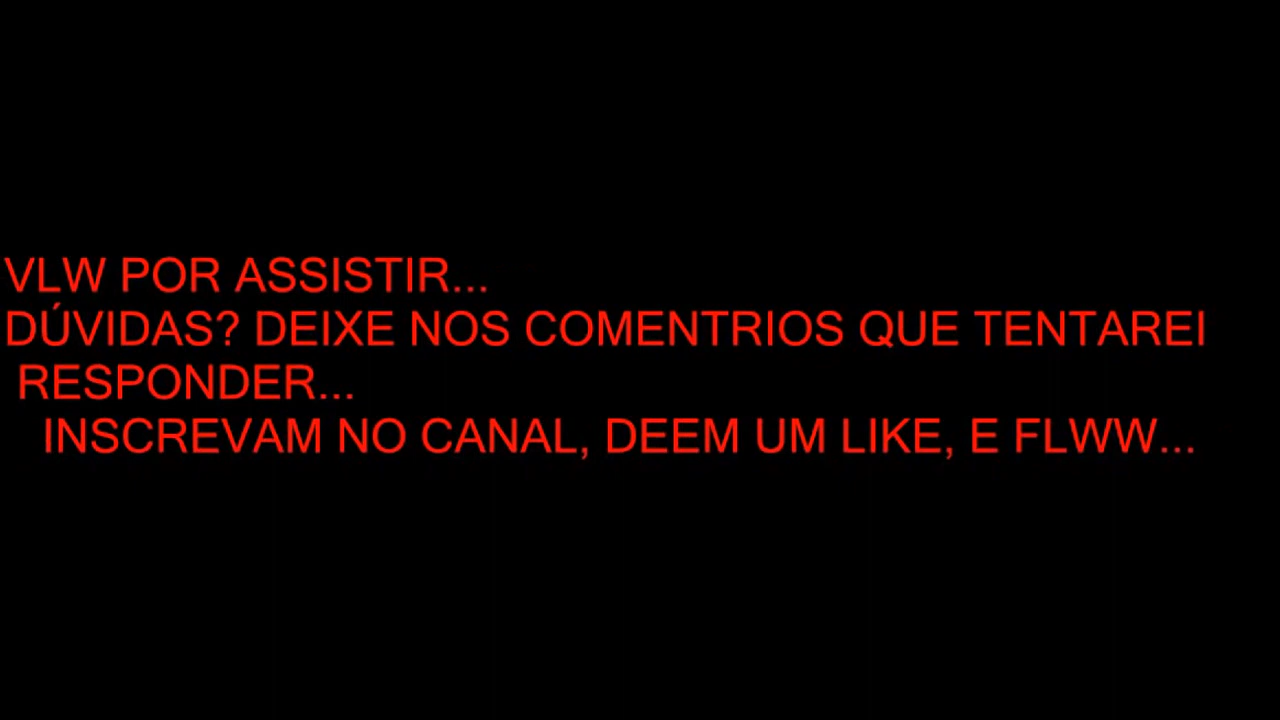 VLW POR ASSISTIR...
DÚVIDAS? DEIXE NOS COMENTRIOS QUE TENTAREI
RESPONDER...
INSCREVAM NO CANAL, DEEM UM LIKE, E FLWW...